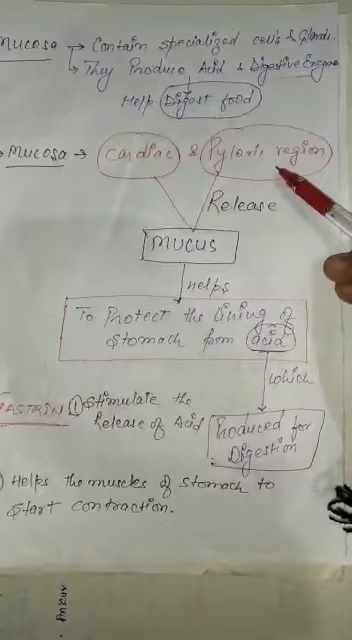 Mucosa → Contain specialized cells & Glands
↳ They Produce Acid & Digestive Enzyme
Help Digest food
Mucosa → Cardiac & Pyloric region
Release
MUCUS
Helps
To Protect the lining of
stomach from acid
which
GASTRIN ① Stimulate the
Release of Acid
Produced for
Digestion
) Helps the muscles of stomach to
start contraction.